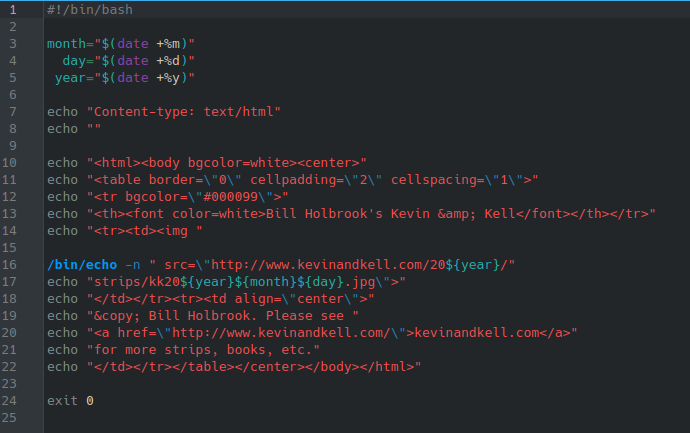 1 #!/bin/bash
2
3 month="$(date +%m)"
4   day="$(date +%d)"
5  year="$(date +%y)"
6
7 echo "Content-type: text/html"
8 echo ""
9
10 echo "<html><body bgcolor=white><center>"
11 echo "<table border=\"0\" cellpadding=\"2\" cellspacing=\"1\">"
12 echo "<tr bgcolor=\"#000099\">"
13 echo "<th><font color=white>Bill Holbrook's Kevin &amp; Kell</font></th></tr>"
14 echo "<tr><td><img "
15
16 /bin/echo -n " src=\"http://www.kevinandkell.com/20${year}/"
17 echo "strips/kk20${year}${month}${day}.jpg\">"
18 echo "</td></tr><tr><td align=\"center\">"
19 echo "&copy; Bill Holbrook. Please see "
20 echo "<a href=\"http://www.kevinandkell.com/\">kevinandkell.com</a>"
21 echo "for more strips, books, etc."
22 echo "</td></tr></table></center></body></html>"
23
24 exit 0
25